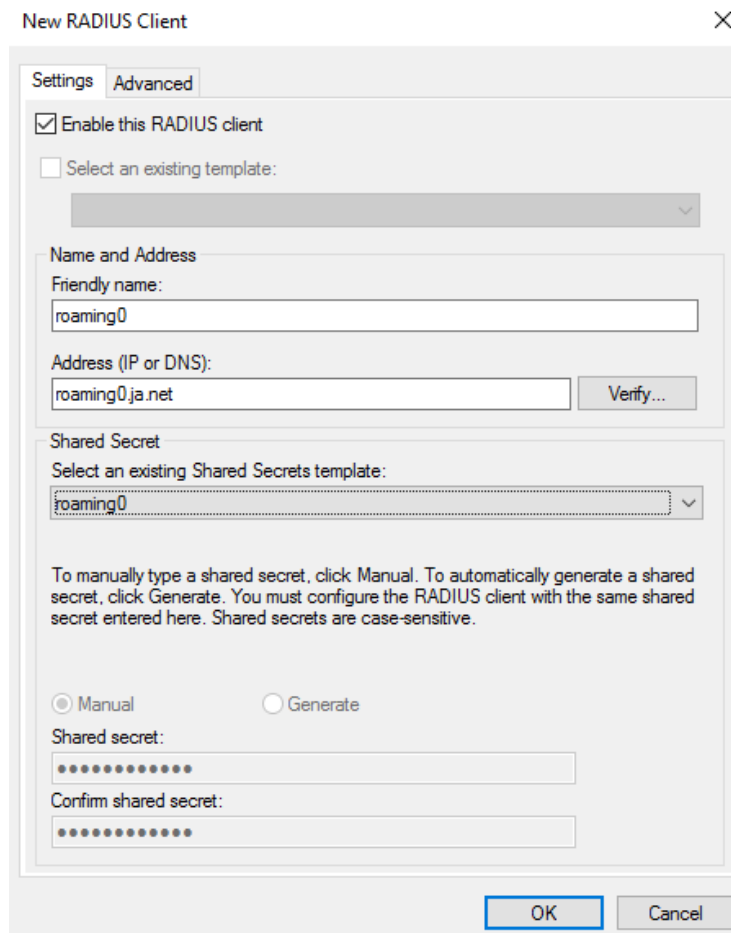 New RADIUS Client
Settings Advanced
Enable this RADIUS client
Select an existing template:
Name and Address
Friendly name:
roaming0
Address (IP or DNS):
roaming0.ja.net Verify...
Shared Secret
Select an existing Shared Secrets template:
roaming0
To manually type a shared secret, click Manual. To automatically generate a shared
secret, click Generate. You must configure the RADIUS client with the same shared
secret entered here. Shared secrets are case-sensitive.
Manual Generate
Shared secret:
●●●●●●●●●●●●
Confirm shared secret:
●●●●●●●●●●●●
OK Cancel